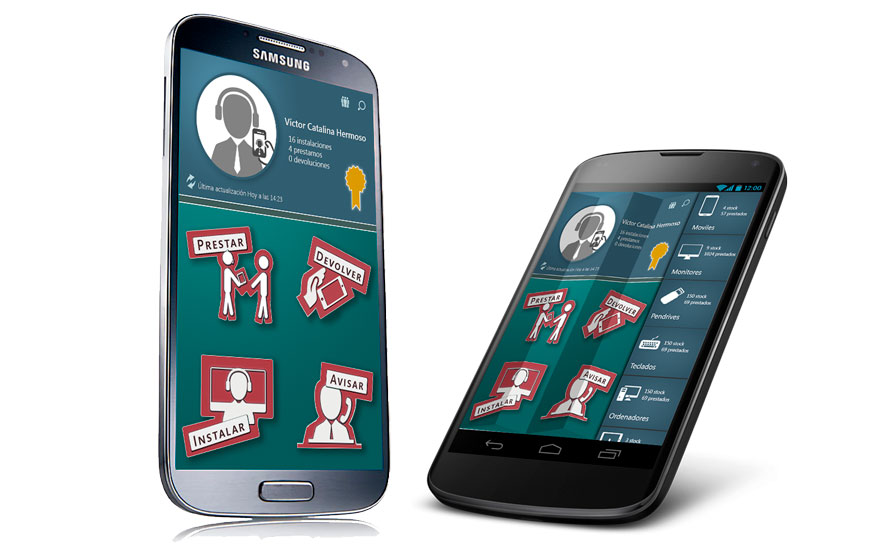 SAMSUNG
Victor Catalina Hermoso
16 instalaciones
4 prestamos
0 devoluciones
Última actualización Hoy a las 14:23
PRESTAR
DEVOLVER
INSTALAR
AVISAR
12:00
Victor Catalina Hermoso
16 instalaciones
4 prestamos
0 devoluciones
Última actualización Hoy a las 14:23
PRESTAR
DEVOLVER
INSTALAR
AVISAR
4 stock
57 prestados
Moviles
9 stock
1024 prestados
Monitores
150 stock
69 prestados
Pendrives
150 stock
69 prestados
Teclados
150 stock
69 prestados
Ordenadores